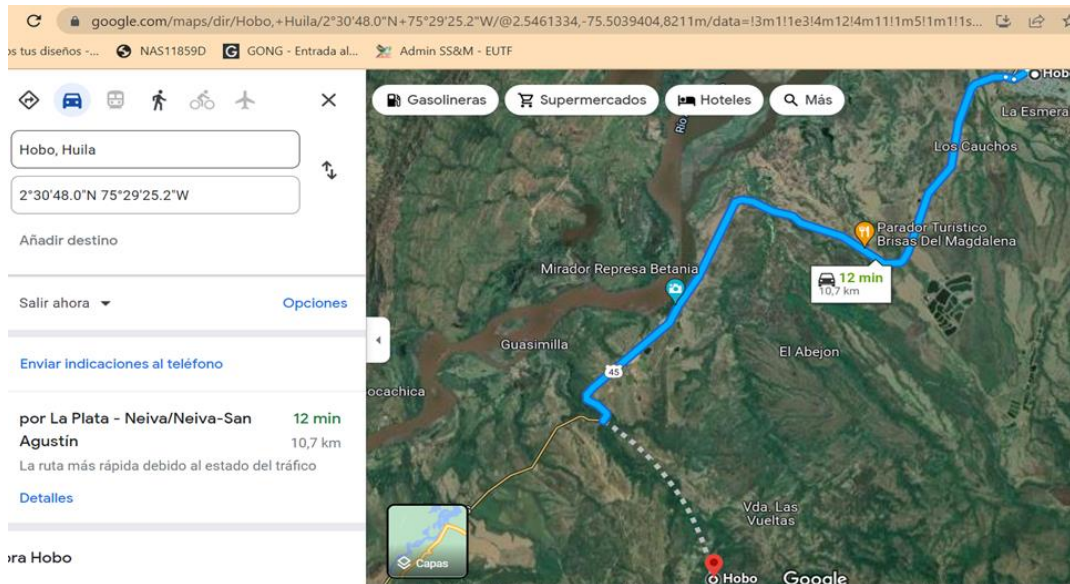 google.com/maps/dir/Hobo,+Huila/2°30'48.0"N+75°29'25.2"W/@2.5461334,-75.5039404,8211m/data=!3m1!1e3!4m12!4m11!1m5!1m1!1s...
os tus diseños -... NAS11859D GONG - Entrada al... Admin SS&M - EUTF
Hobo, Huila
2°30'48.0"N 75°29'25.2"W
Añadir destino
Salir ahora Opciones
Enviar indicaciones al teléfono
por La Plata - Neiva/Neiva-San Agustín 12 min
10,7 km
La ruta más rápida debido al estado del tráfico
Detalles
ora Hobo
Gasolineras Supermercados Hoteles Más
Hobo
La Esmera
Río
Los Cauchos
Parador Turístico
Brisas Del Magdalena
12 min
10,7 km
Mirador Represa Betania
Guasimilla
El Abejon
45
ocachica
Vda. Las
Vueltas
Capas
Hobo Google